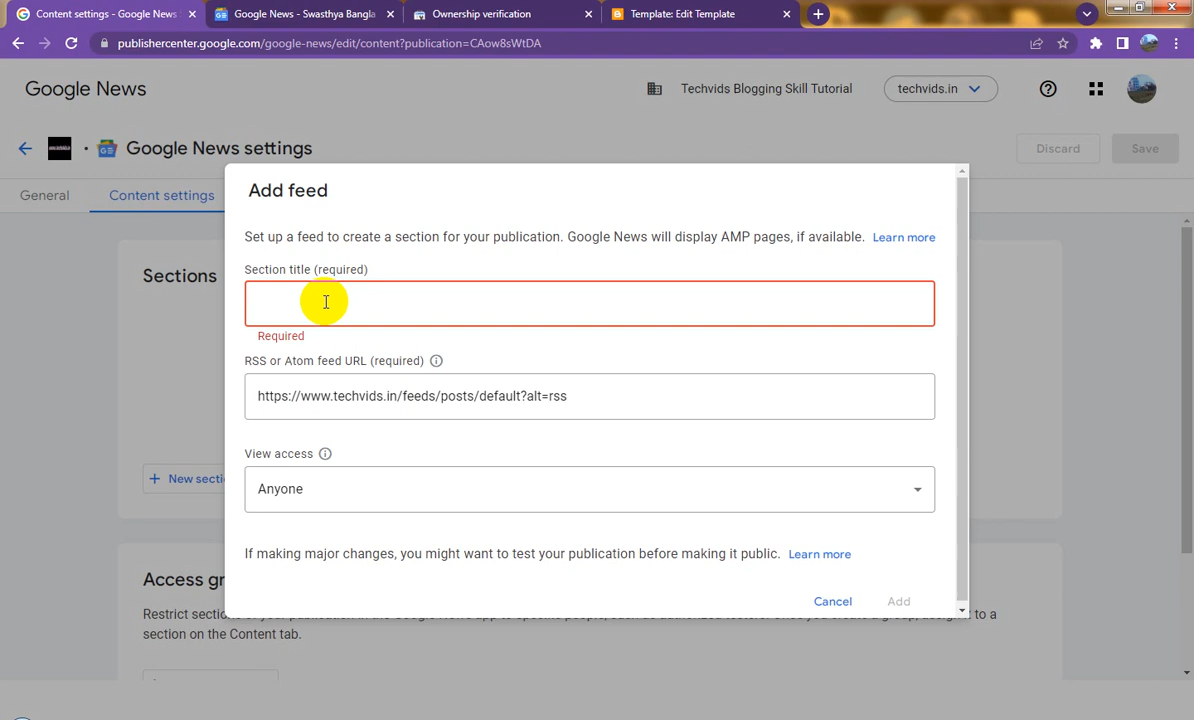 Content settings - Google News
Google News - Swasthya Bangla
Ownership verification
Template: Edit Template
publishercenter.google.com/google-news/edit/content?publication=CAow8sWtDA
Google News
Techvids Blogging Skill Tutorial
techvids.in
Google News settings
Discard
Save
General
Content settings
Add feed
Set up a feed to create a section for your publication. Google News will display AMP pages, if available. Learn more
Sections
Section title (required)
Required
RSS or Atom feed URL (required)
https://www.techvids.in/feeds/posts/default?alt=rss
View access
+ New secti
Anyone
If making major changes, you might want to test your publication before making it public. Learn more
Access gr
Cancel
Add
section on the Content tab.